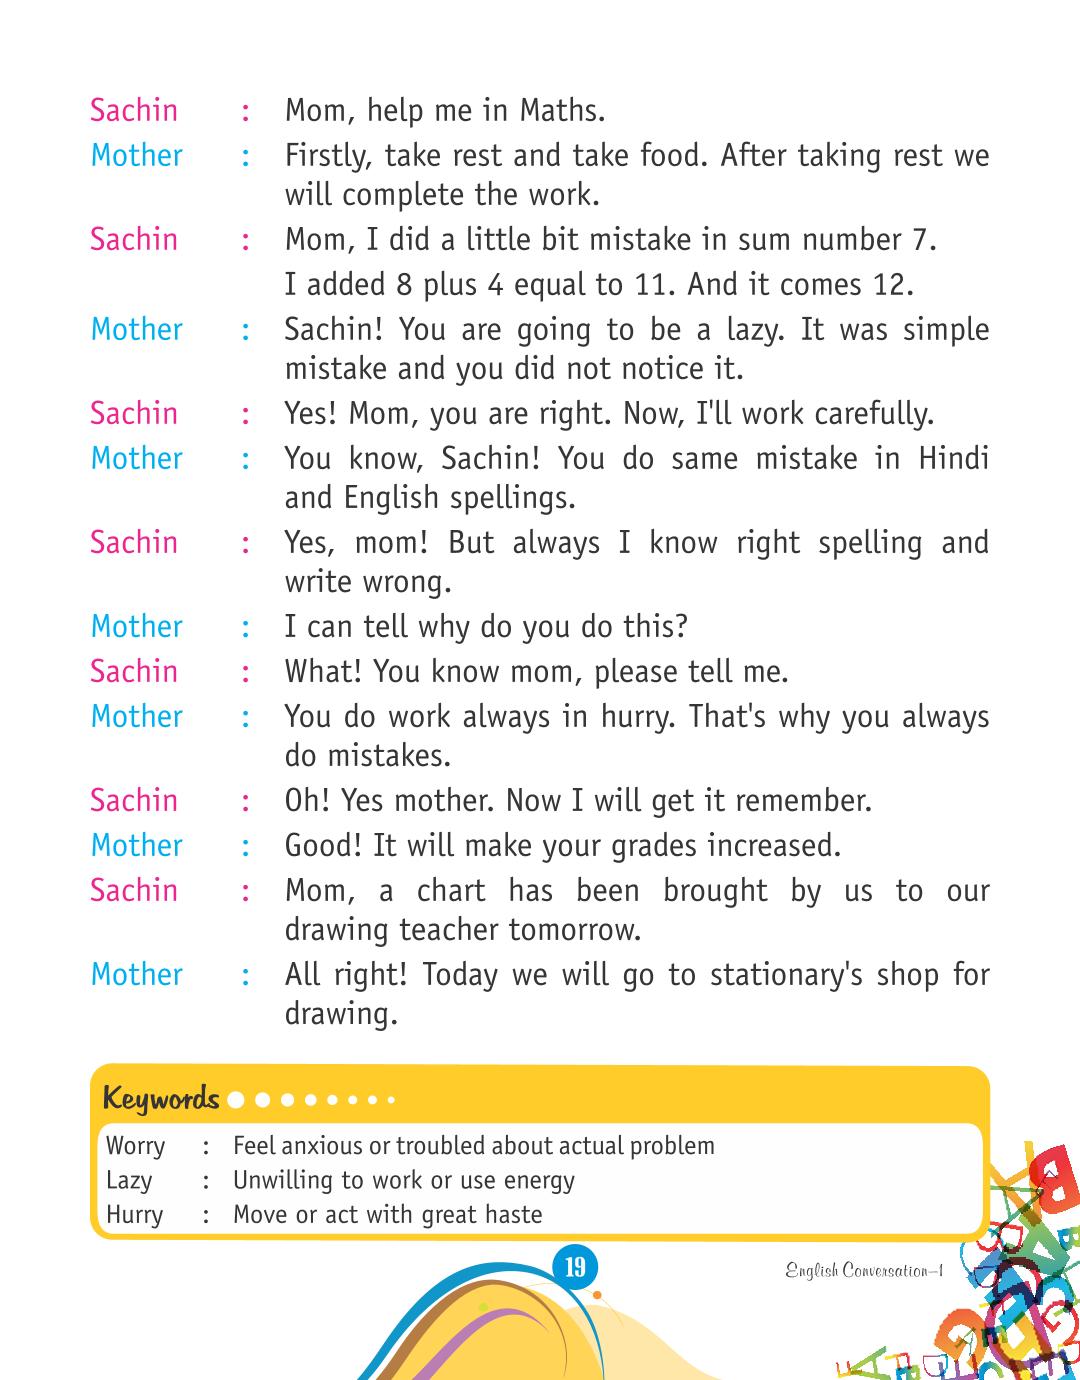 Sachin : Mom, help me in Maths.
Mother : Firstly, take rest and take food. After taking rest we
will complete the work.
Sachin : Mom, I did a little bit mistake in sum number 7.
I added 8 plus 4 equal to 11. And it comes 12.
Mother : Sachin! You are going to be a lazy. It was simple
mistake and you did not notice it.
Sachin : Yes! Mom, you are right. Now, I'll work carefully.
Mother : You know, Sachin! You do same mistake in Hindi
and English spellings.
Sachin : Yes, mom! But always I know right spelling and
write wrong.
Mother : I can tell why do you do this?
Sachin : What! You know mom, please tell me.
Mother : You do work always in hurry. That's why you always
do mistakes.
Sachin : Oh! Yes mother. Now I will get it remember.
Mother : Good! It will make your grades increased.
Sachin : Mom, a chart has been brought by us to our
drawing teacher tomorrow.
Mother : All right! Today we will go to stationary's shop for
drawing.
Keywords
Worry : Feel anxious or troubled about actual problem
Lazy : Unwilling to work or use energy
Hurry : Move or act with great haste
19
English Conversation–1